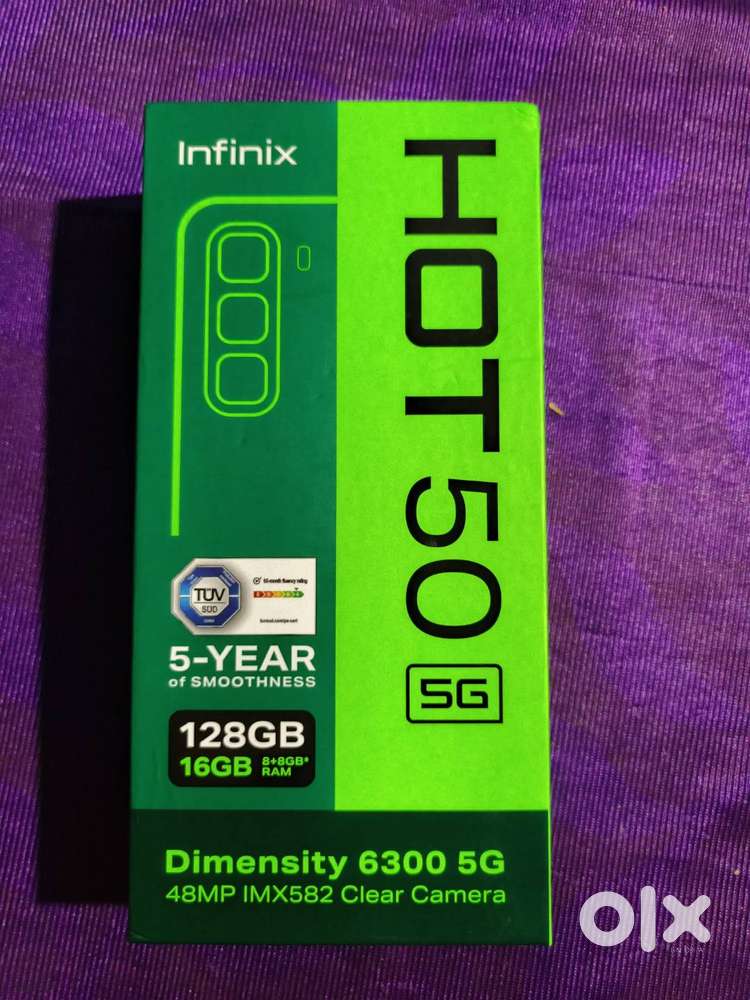 Infinix
HOT 50
5G
TÜV
SÜD
5-YEAR
of SMOOTHNESS
128GB
16GB 8+8GB*
RAM
Dimensity 6300 5G
48MP IMX582 Clear Camera
olx
INDIA